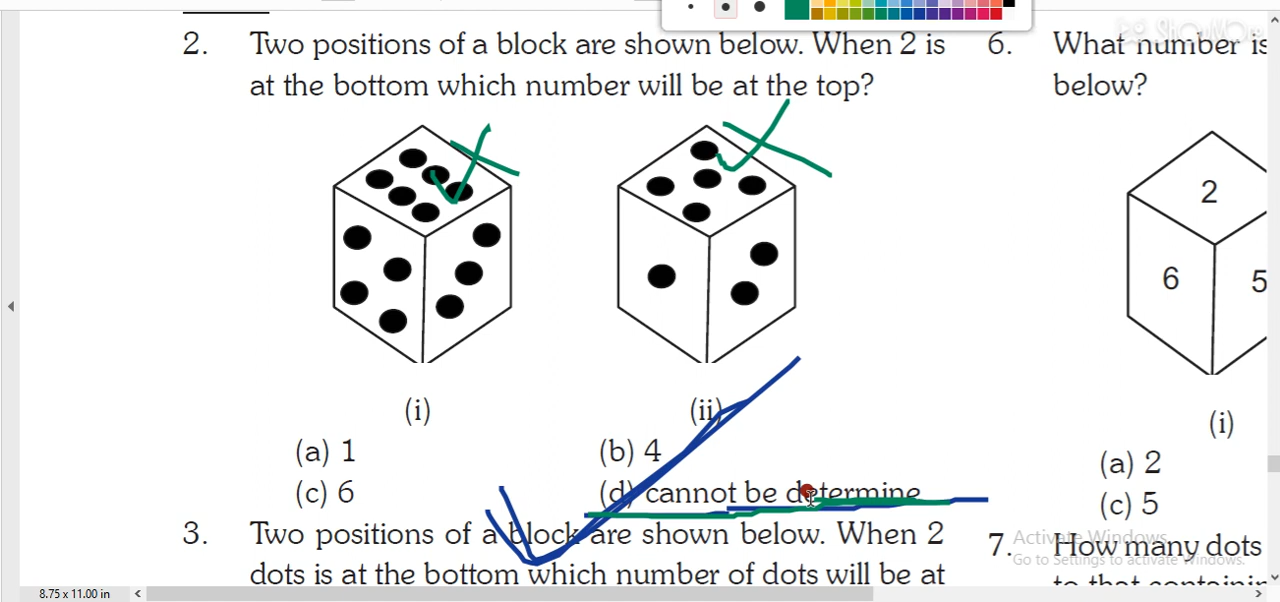 2. Two positions of a block are shown below. When 2 is
at the bottom which number will be at the top?
(i) (ii)
(a) 1 (b) 4
(c) 6 (d) cannot be determine
3. Two positions of a block are shown below. When 2
dots is at the bottom which number of dots will be at
6. What number is
below?
2
6 5
(i)
(a) 2
(c) 5
7. How many dots
to that containin
Activate Windows
Go to Settings to activate Windows.
8.75 x 11.00 in